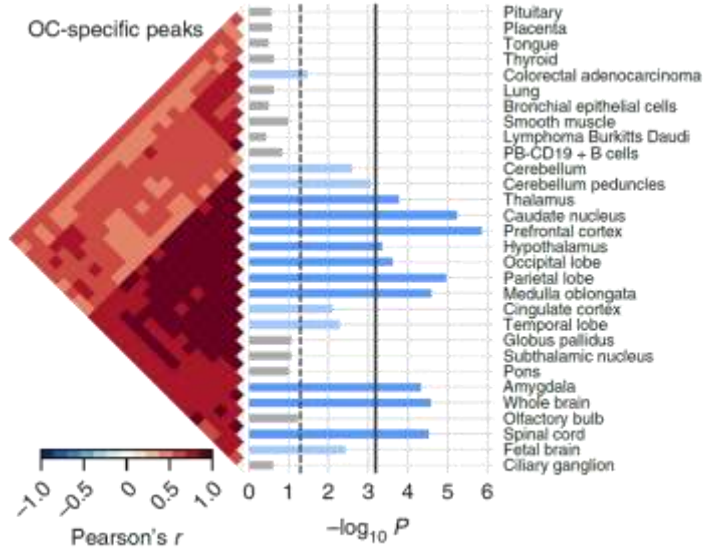 OC-specific peaks
Pituitary
Placenta
Tongue
Thyroid
Colorectal adenocarcinoma
Lung
Bronchial epithelial cells
Smooth muscle
Lymphoma Burkitts Daudi
PB-CD19 + B cells
Cerebellum
Cerebellum peduncles
Thalamus
Caudate nucleus
Prefrontal cortex
Hypothalamus
Occipital lobe
Parietal lobe
Medulla oblongata
Cingulate cortex
Temporal lobe
Globus pallidus
Subthalamic nucleus
Pons
Amygdala
Whole brain
Olfactory bulb
Spinal cord
Fetal brain
Ciliary ganglion
0 1 2 3 4 5 6
–log10 P
–1.0 –0.5 0 0.5 1.0
Pearson's r